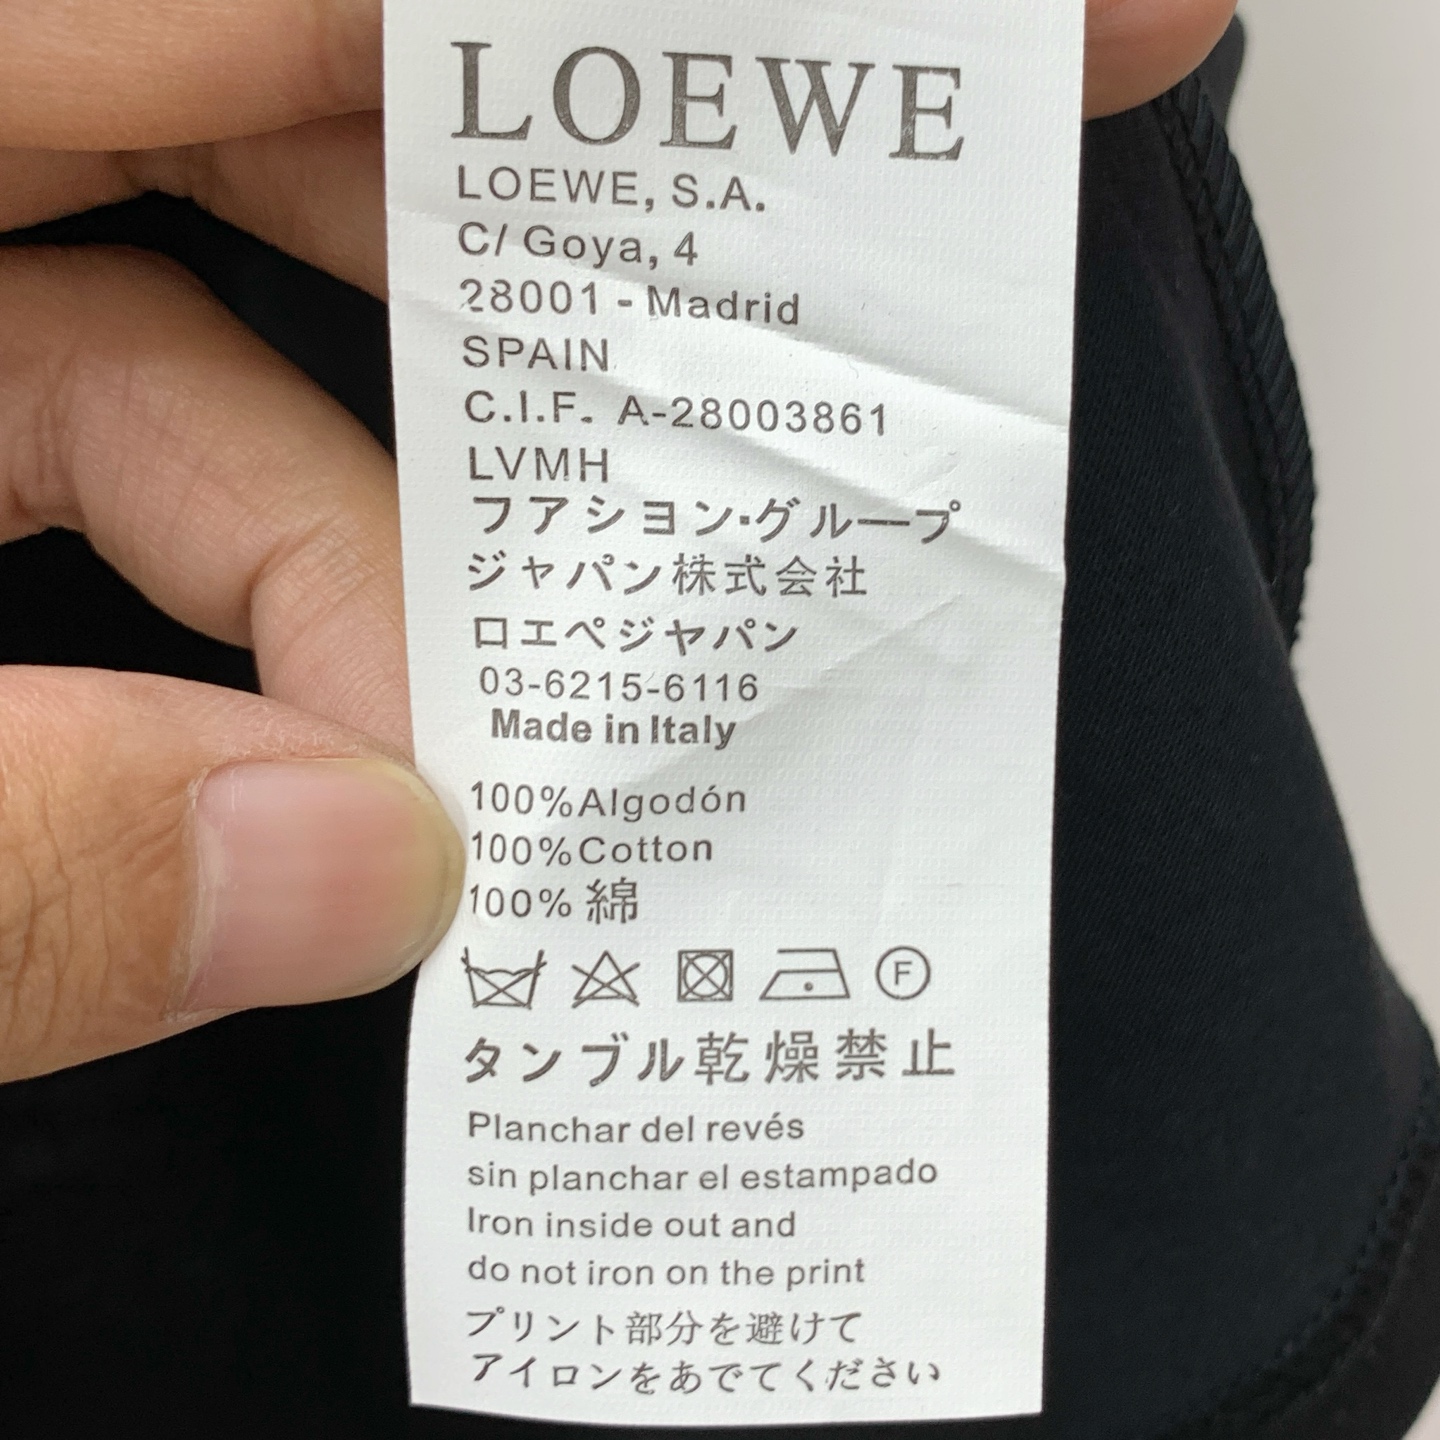 LOEWE
LOEWE, S.A.
C/ Goya, 4
28001 - Madrid
SPAIN
C.I.F. A-28003861
LVMH
フアシヨン・グループ
ジャパン株式会社
ロエペジヤパン
03-6215-6116
Made in Italy
100%Algodón
100%Cotton
100% 綿
F
タンブル乾燥禁止
Planchar del revés
sin planchar el estampado
Iron inside out and
do not iron on the print
プリント部分を避けて
アイロンをあでてください